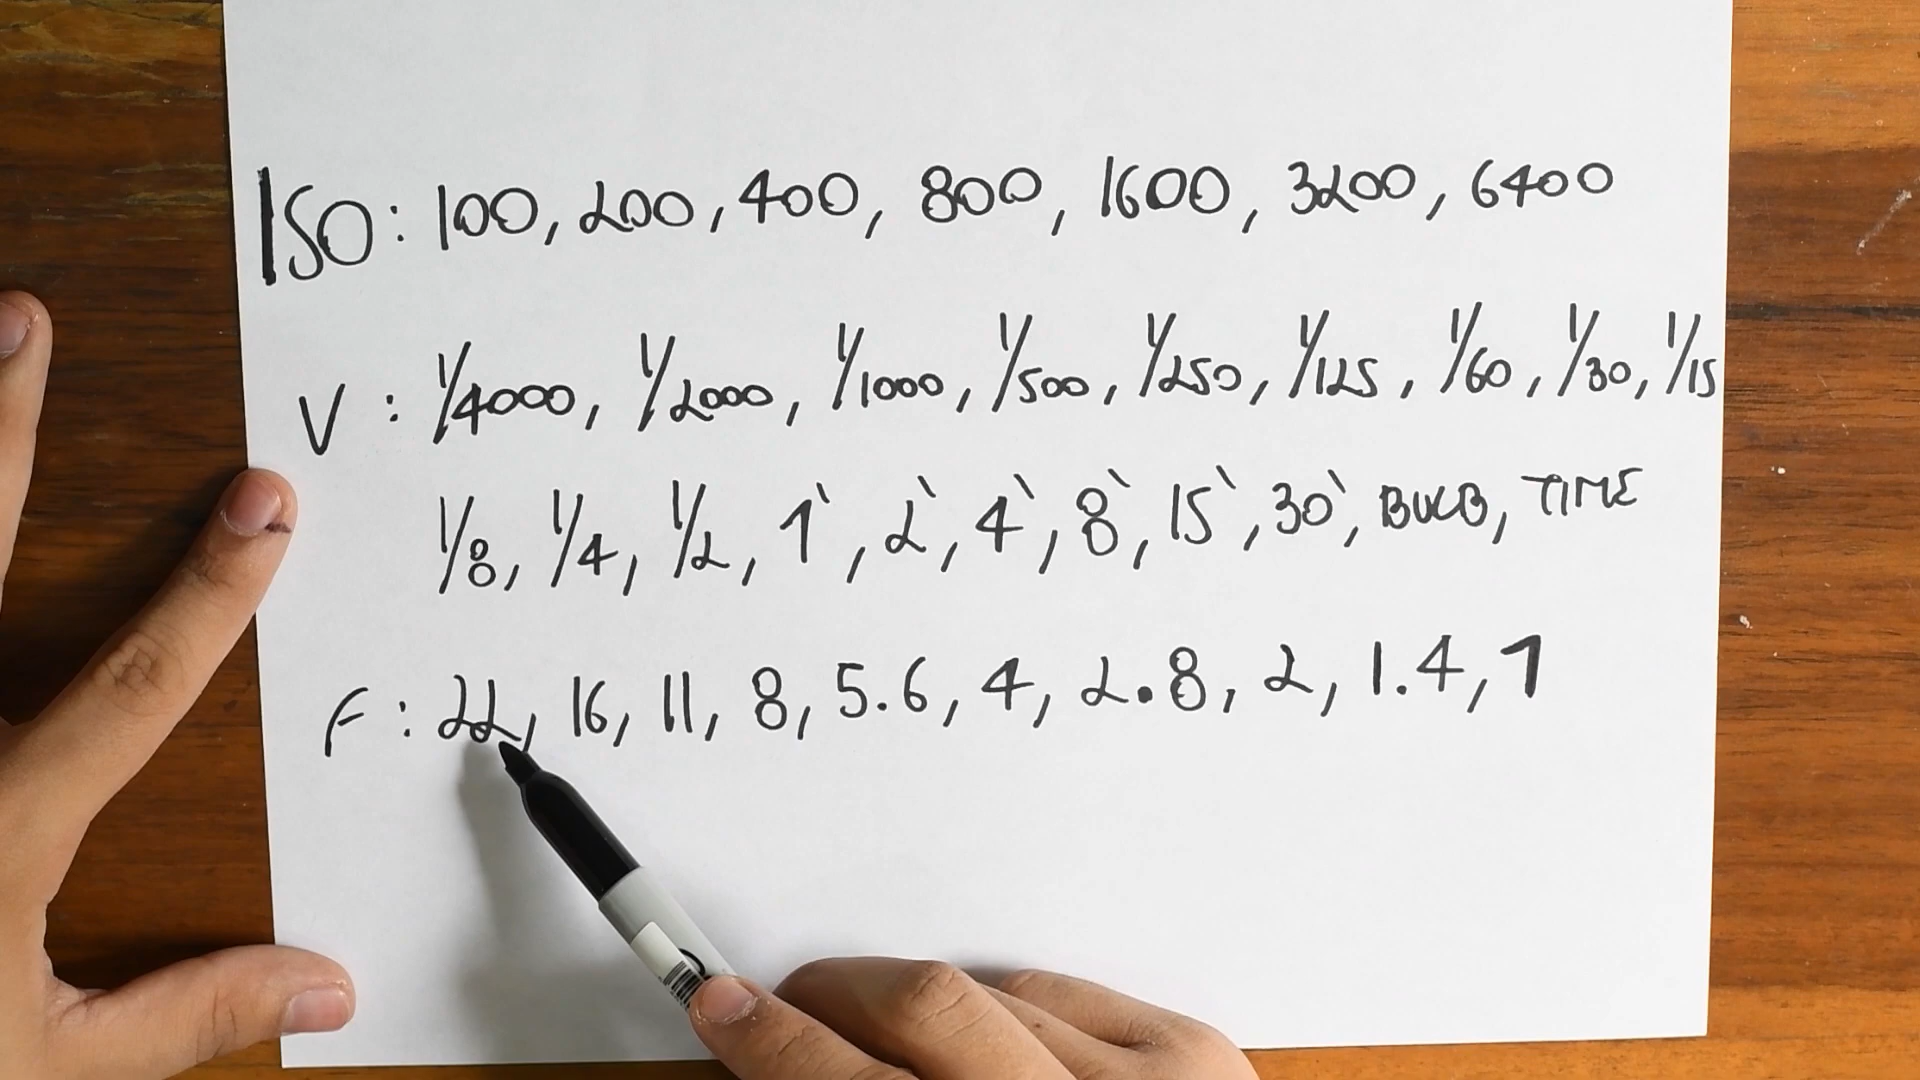 ISO: 100, 200, 400, 800, 1600, 3200, 6400
V : 1/4000, 1/2000, 1/1000, 1/500, 1/250, 1/125, 1/60, 1/30, 1/15
1/8, 1/4, 1/2, 1`, 2`, 4`, 8`, 15`, 30`, BULB, TIME
F : 22, 16, 11, 8, 5.6, 4, 2.8, 2, 1.4, 1